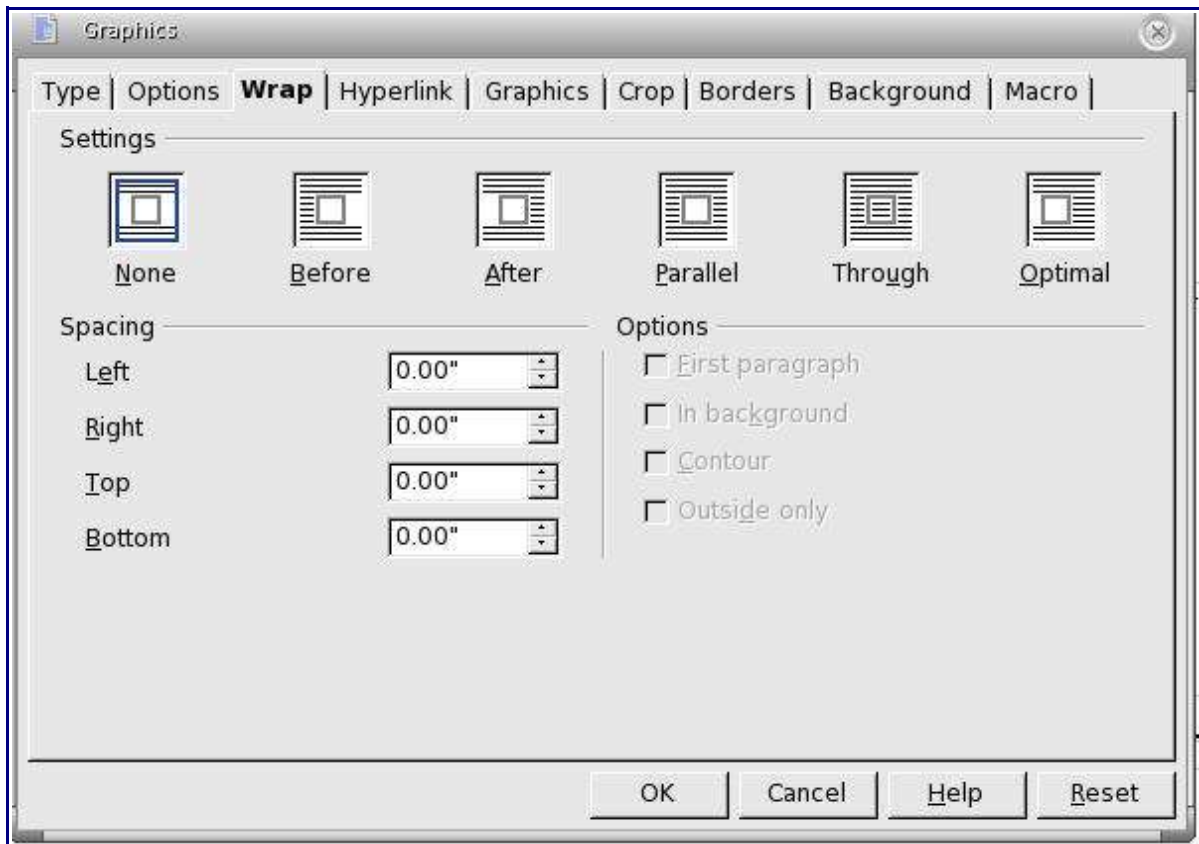 Graphics
Type Options Wrap Hyperlink Graphics Crop Borders Background Macro
Settings
None Before After Parallel Through Optimal
Spacing Options
Left 0.00" First paragraph
Right 0.00" In background
Top 0.00" Contour
Bottom 0.00" Outside only
OK Cancel Help Reset